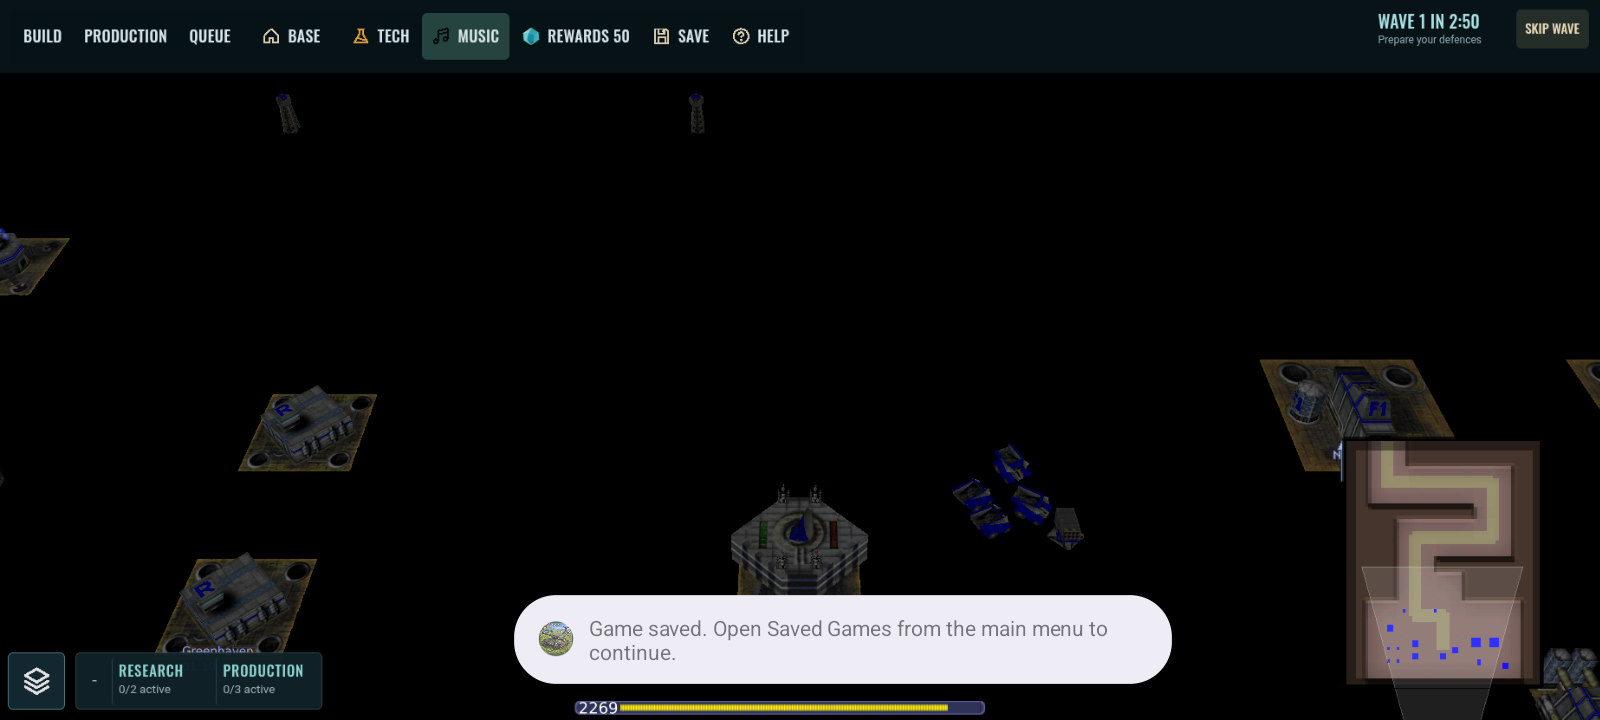 BUILD PRODUCTION QUEUE BASE TECH MUSIC REWARDS 50 SAVE HELP
WAVE 1 IN 2:50
Prepare your defences
SKIP WAVE
R
F1
N
R
Greenhaven
Game saved. Open Saved Games from the main menu to
continue.
- RESEARCH PRODUCTION
0/2 active 0/3 active
2269